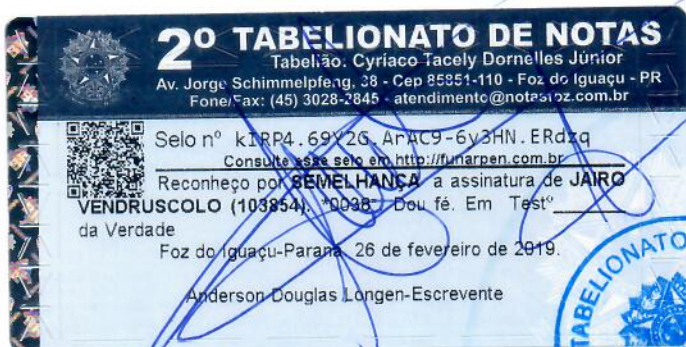 2º TABELIONATO DE NOTAS
Tabelião: Cyríaco Tacely Dornelles Júnior
Av. Jorge Schimmelpfeng, 38 - Cep 85851-110 - Foz do Iguaçu - PR
Fone/Fax: (45) 3028-2845 - atendimento@notasfoz.com.br
Selo nº kIRP4.69Y2G.ArAC9-6y3HN.ERdzq
Consulte esse selo em http://funarpen.com.br
Reconheço por SEMELHANÇA a assinatura de JAIRO
VENDRUSCOLO (103854). *0038*. Dou fé. Em Testº______
da Verdade
Foz do Iguaçu-Paraná, 26 de fevereiro de 2019.
Anderson Douglas Longen-Escrevente
TABELIONATO